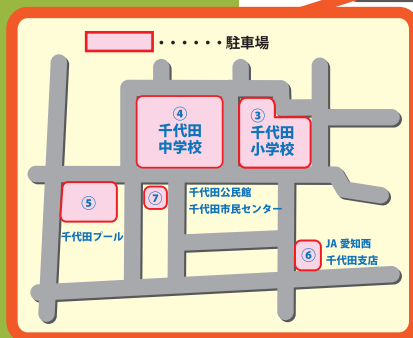 ・・・・・・駐車場
④
千代田
中学校
③
千代田
小学校
⑤
千代田プール
⑦
千代田公民館
千代田市民センター
⑥
JA 愛知西
千代田支店